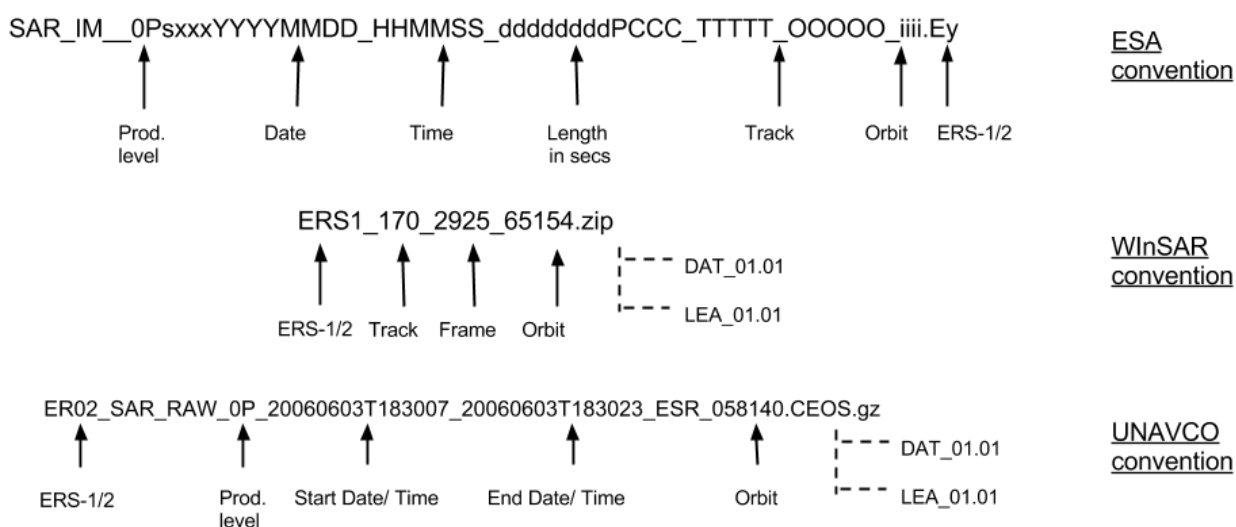 SAR_IM__0PsxxxYYYYMMDD_HHMMSS_ddddddddPCCC_TTTTT_OOOOO_iiii.Ey
ESA
convention
Prod.
level
Date
Time
Length
in secs
Track
Orbit
ERS-1/2
ERS1_170_2925_65154.zip
DAT_01.01
LEA_01.01
WInSAR
convention
ERS-1/2
Track
Frame
Orbit
ER02_SAR_RAW_0P_20060603T183007_20060603T183023_ESR_058140.CEOS.gz
DAT_01.01
LEA_01.01
UNAVCO
convention
ERS-1/2
Prod.
level
Start Date/ Time
End Date/ Time
Orbit